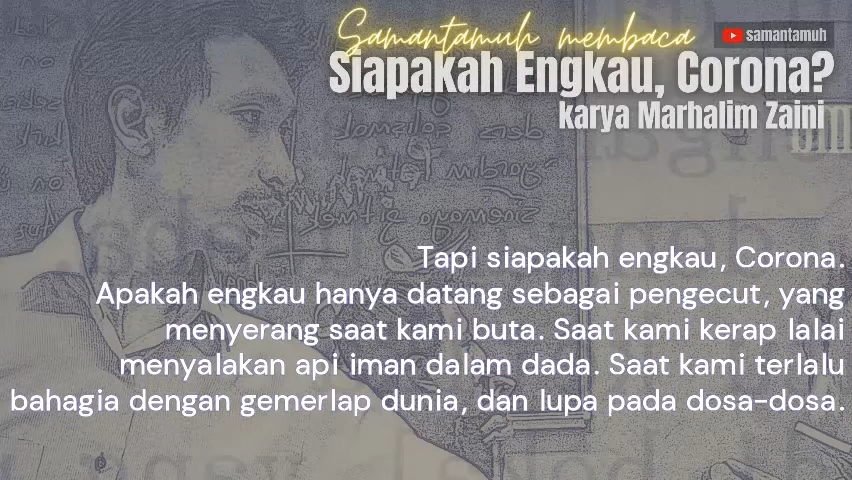 Samantamuh membaca
samantamuh
Siapakah Engkau, Corona?
karya Marhalim Zaini
Tapi siapakah engkau, Corona.
Apakah engkau hanya datang sebagai pengecut, yang
menyerang saat kami buta. Saat kami kerap lalai
menyalakan api iman dalam dada. Saat kami terlalu
bahagia dengan gemerlap dunia, dan lupa pada dosa-dosa.